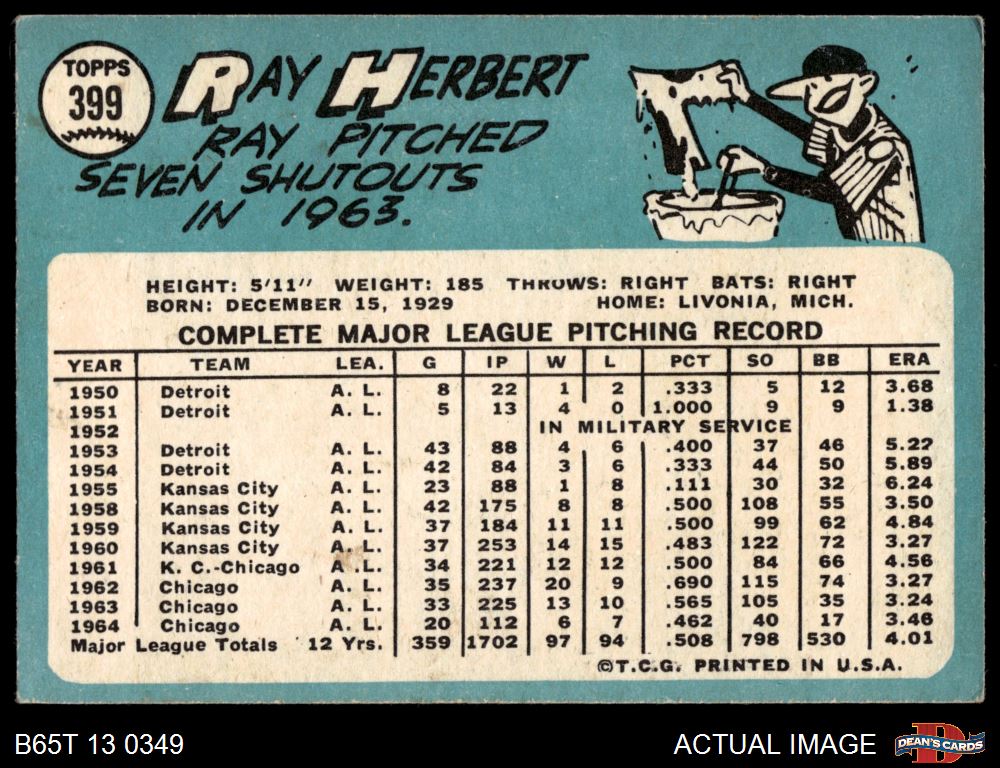 TOPPS
399
RAY HERBERT
RAY PITCHED
SEVEN SHUTOUTS
IN 1963.
HEIGHT: 5'11" WEIGHT: 185 THROWS: RIGHT BATS: RIGHT
BORN: DECEMBER 15, 1929 HOME: LIVONIA, MICH.
COMPLETE MAJOR LEAGUE PITCHING RECORD
YEAR TEAM LEA. G IP W L PCT SO BB ERA
1950 Detroit A. L. 8 22 1 2 .333 5 12 3.68
1951 Detroit A. L. 5 13 4 0 1.000 9 9 1.38
1952 IN MILITARY SERVICE
1953 Detroit A. L. 43 88 4 6 .400 37 46 5.22
1954 Detroit A. L. 42 84 3 6 .333 44 50 5.89
1955 Kansas City A. L. 23 88 1 8 .111 30 32 6.24
1958 Kansas City A. L. 42 175 8 8 .500 108 55 3.50
1959 Kansas City A. L. 37 184 11 11 .500 99 62 4.84
1960 Kansas City A. L. 37 253 14 15 .483 122 72 3.27
1961 K. C.-Chicago A. L. 34 221 12 12 .500 84 66 4.56
1962 Chicago A. L. 35 237 20 9 .690 115 74 3.27
1963 Chicago A. L. 33 225 13 10 .565 105 35 3.24
1964 Chicago A. L. 20 112 6 7 .462 40 17 3.46
Major League Totals 12 Yrs. 359 1702 97 94 .508 798 530 4.01
©T.C.G. PRINTED IN U.S.A.
B65T 13 0349 ACTUAL IMAGE D DEAN'S CARDS